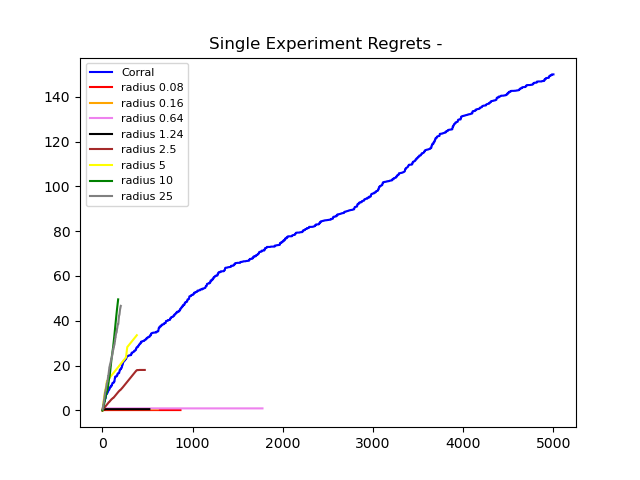 Single Experiment Regrets -
Corral
radius 0.08
radius 0.16
radius 0.64
radius 1.24
radius 2.5
radius 5
radius 10
radius 25
140
120
100
80
60
40
20
0
0 1000 2000 3000 4000 5000